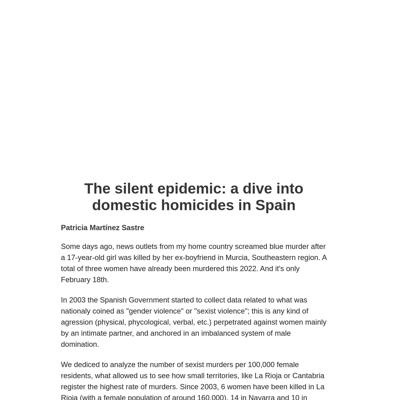 The silent epidemic: a dive into
domestic homicides in Spain
Patricia Martínez Sastre
Some days ago, news outlets from my home country screamed blue murder after
a 17-year-old girl was killed by her ex-boyfriend in Murcia, Southeastern region. A
total of three women have already been murdered this 2022. And it's only
February 18th.
In 2003 the Spanish Government started to collect data related to what was
nationaly coined as "gender violence" or "sexist violence"; this is any kind of
agression (physical, phycological, verbal, etc.) perpetrated against women mainly
by an intimate partner, and anchored in an imbalanced system of male
domination.
We dediced to analyze the number of sexist murders per 100,000 female
residents, what allowed us to see how small territories, like La Rioja or Cantabria
register the highest rate of murders. Since 2003, 6 women have been killed in La
Rioja (with a female population of around 160,000), 14 in Navarra and 10 in